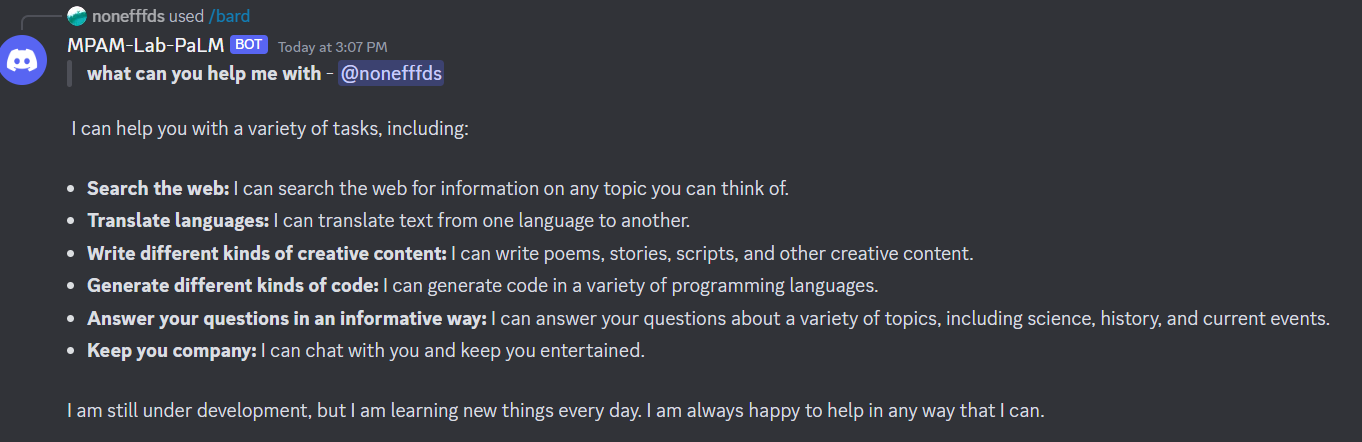 nonefffds used /bard
MPAM-Lab-PaLM BOT Today at 3:07 PM
what can you help me with - @nonefffds
I can help you with a variety of tasks, including:
• Search the web: I can search the web for information on any topic you can think of.
• Translate languages: I can translate text from one language to another.
• Write different kinds of creative content: I can write poems, stories, scripts, and other creative content.
• Generate different kinds of code: I can generate code in a variety of programming languages.
• Answer your questions in an informative way: I can answer your questions about a variety of topics, including science, history, and current events.
• Keep you company: I can chat with you and keep you entertained.
I am still under development, but I am learning new things every day. I am always happy to help in any way that I can.